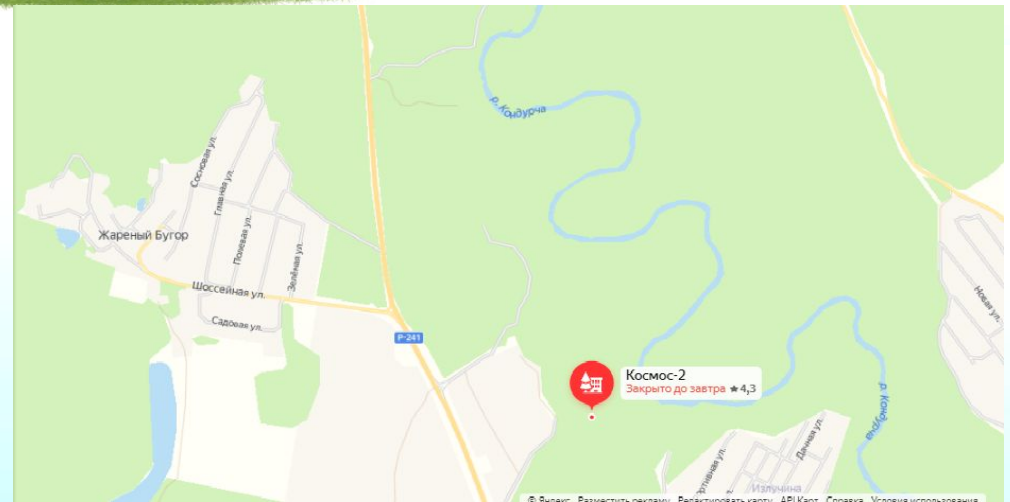 р. Кондурча
Сосновая ул.
Главная ул.
Жареный Бугор
Полевая ул.
Зелёная ул.
Шоссейная ул.
Садовая ул.
Новая ул.
Р-241
Космос-2
Закрыто до завтра ★4,3
р. Кондурча
Дачная ул.
Излучина
© Яндекс Разместить рекламу Редактировать карту API Карт Справка Условия использования